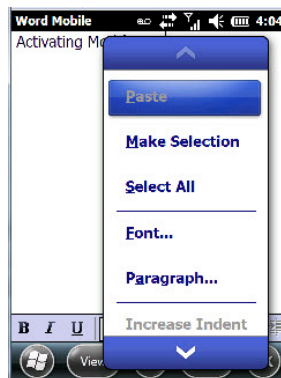 Word Mobile 4:04
Activating Mo
Paste
Make Selection
Select All
Font...
Paragraph...
Increase Indent
B I U
View